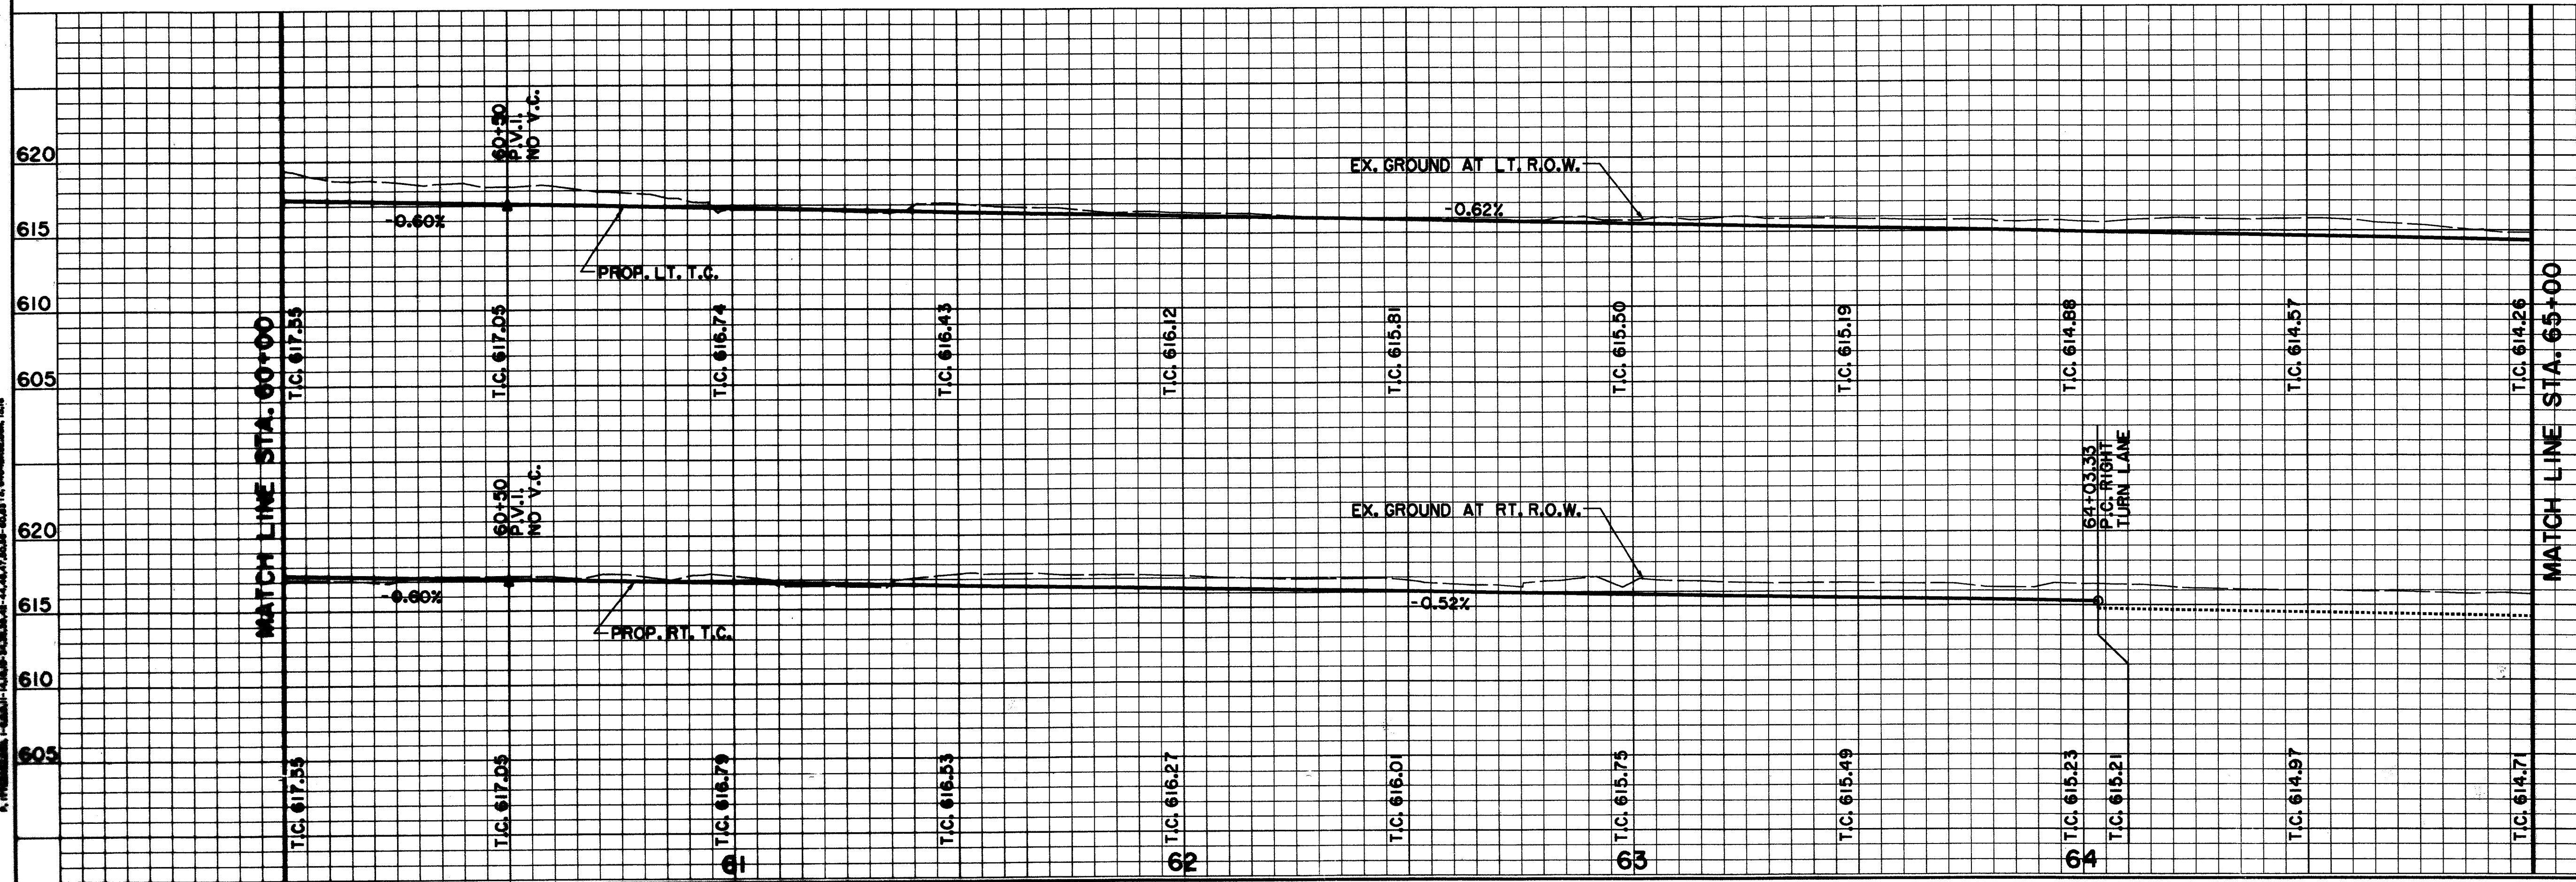 60+50
P.V.I.
NO V.C.
620
EX. GROUND AT LT. R.O.W.
-0.60%
-0.62%
615
PROP. LT. T.C.
610
MATCH LINE STA. 60+00
T.C. 617.35
T.C. 617.05
T.C. 616.74
T.C. 616.43
T.C. 616.12
T.C. 615.81
T.C. 615.50
T.C. 615.19
T.C. 614.88
T.C. 614.57
T.C. 614.26
MATCH LINE STA. 65+00
605
60+50
P.V.I.
NO V.C.
64+03.33
P.C. RIGHT
TURN LANE
620
EX. GROUND AT RT. R.O.W.
-0.60%
-0.52%
615
PROP. RT. T.C.
610
605
T.C. 617.35
T.C. 617.05
T.C. 616.79
T.C. 616.53
T.C. 616.27
T.C. 616.01
T.C. 615.75
T.C. 615.49
T.C. 615.23
T.C. 615.21
T.C. 614.97
T.C. 614.71
61
62
63
64